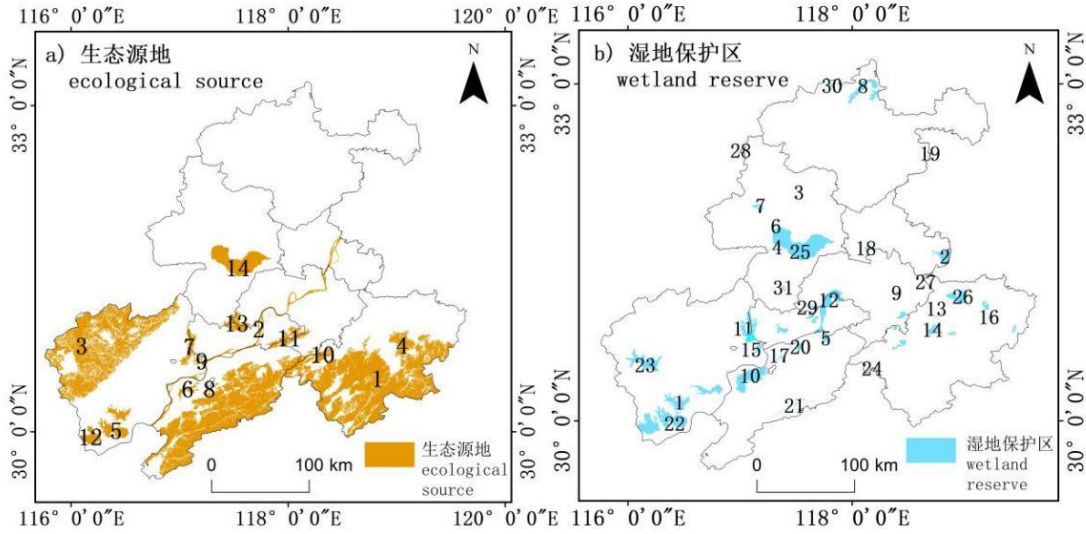 116° 0′ 0″E
118° 0′ 0″E
120° 0′ 0″E
a) 生态源地
ecological source
N
33° 0′ 0″N
33° 0′ 0″N
14
13
2
3
7
11
10
4
9
1
6
8
12
5
生态源地
ecological
source
0
100 km
30° 0′ 0″N
30° 0′ 0″N
116° 0′ 0″E
118° 0′ 0″E
120° 0′ 0″E
116° 0′ 0″E
118° 0′ 0″E
b) 湿地保护区
wetland reserve
N
33° 0′ 0″N
33° 0′ 0″N
30
8
28
19
3
7
6
4
25
18
2
31
27
9
26
12
29
13
16
11
5
14
15
20
17
23
10
24
1
21
22
湿地保护区
wetland
reserve
0
100 km
30° 0′ 0″N
30° 0′ 0″N
116° 0′ 0″E
118° 0′ 0″E